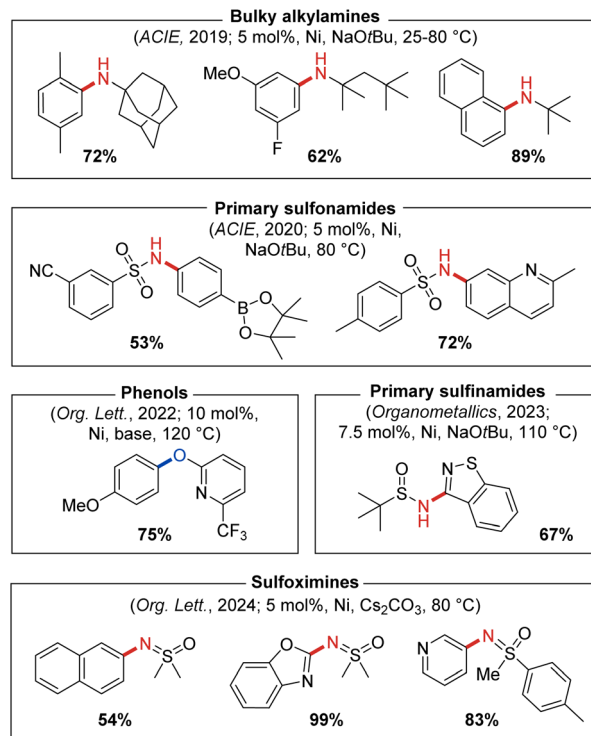 Bulky alkylamines
(ACIE, 2019; 5 mol%, Ni, NaOtBu, 25-80 °C)
H
N
72%
MeO
H
N
F
62%
H
N
89%
Primary sulfonamides
(ACIE, 2020; 5 mol%, Ni,
NaOtBu, 80 °C)
NC
O
S
O
H
N
B
O
O
53%
O
S
O
H
N
N
72%
Phenols
(Org. Lett., 2022; 10 mol%,
Ni, base, 120 °C)
MeO
O
N
CF3
75%
Primary sulfinamides
(Organometallics, 2023;
7.5 mol%, Ni, NaOtBu, 110 °C)
O
S
N
H
N
S
67%
Sulfoximines
(Org. Lett., 2024; 5 mol%, Ni, Cs2CO3, 80 °C)
N
S
O
54%
O
N
N
S
O
99%
N
N
S
O
Me
83%